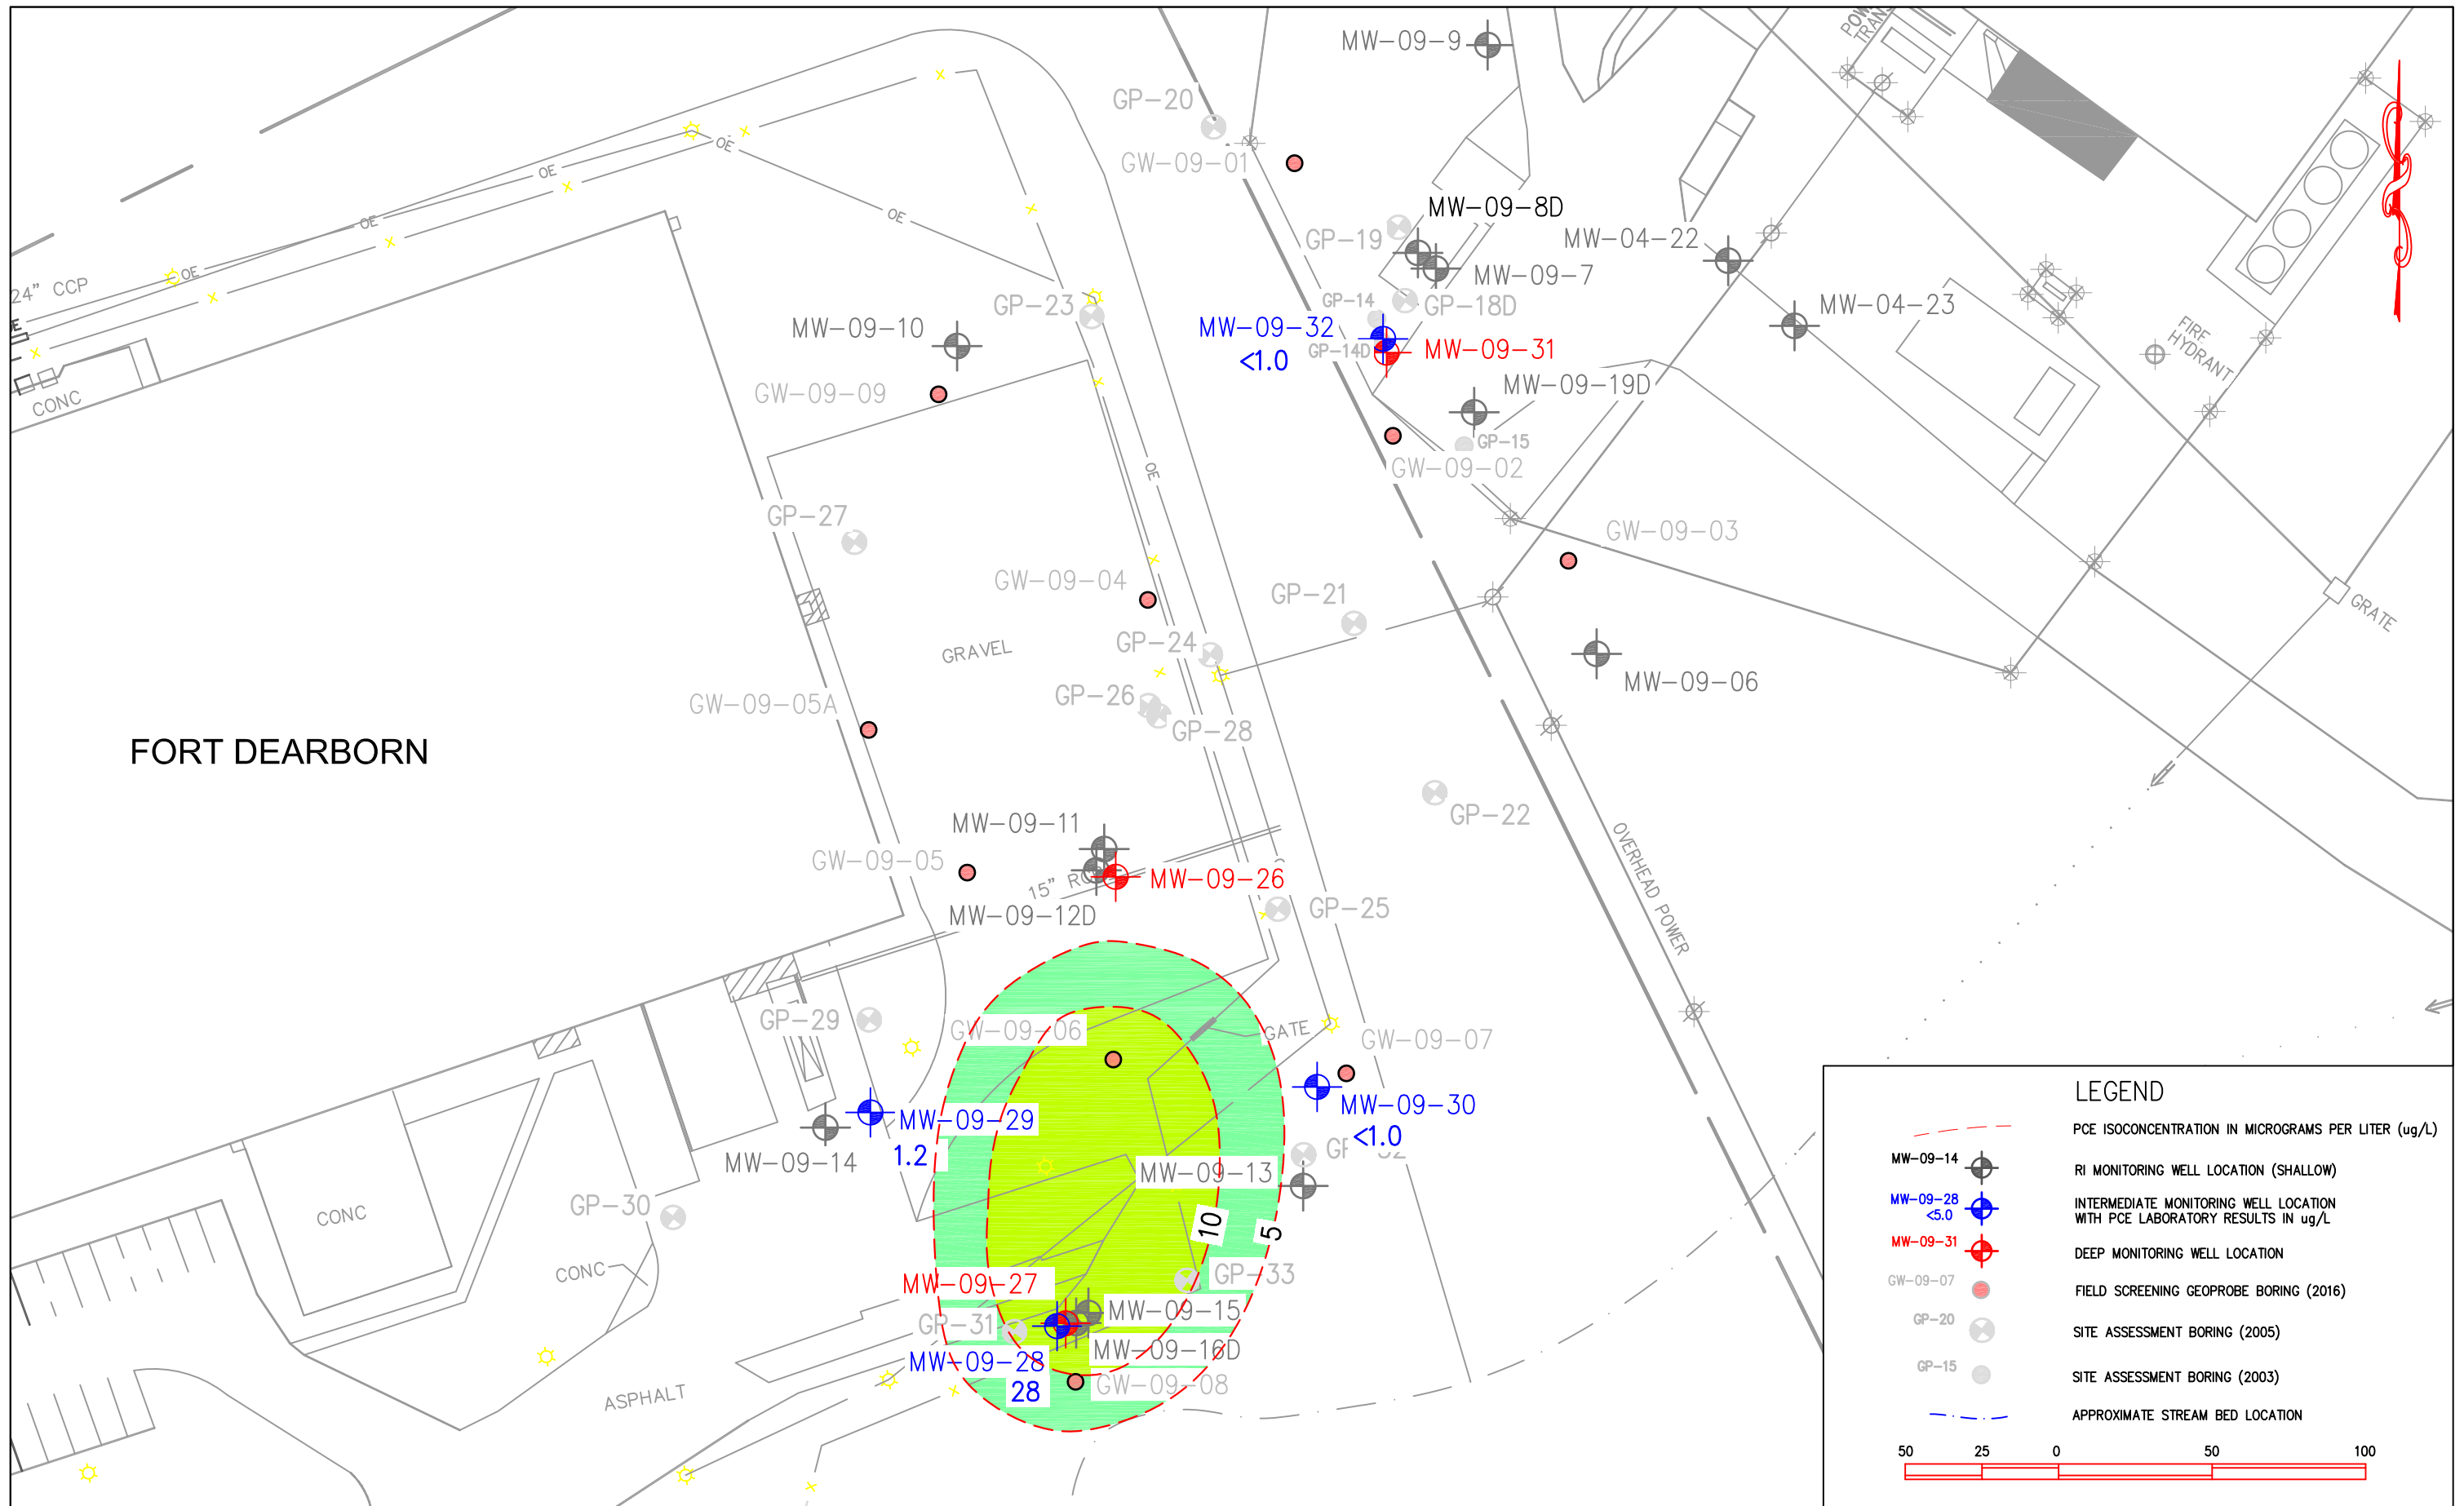 MW-09-9
POW
TRANS
GP-20
GW-09-01
OE
OE
OE
OE
OE
OE
MW-09-8D
GP-19
MW-04-22
MW-09-7
24" CCP
GP-23
GP-14
GP-18D
MW-04-23
MW-09-10
MW-09-32
<1.0
GP-14D
MW-09-31
FIRE
HYDRANT
CONC
GW-09-09
MW-09-19D
GP-15
GW-09-02
GP-27
GW-09-03
GW-09-04
GP-21
GRATE
GRAVEL
GP-24
MW-09-06
GP-26
GW-09-05A
GP-28
FORT DEARBORN
GP-22
MW-09-11
OVERHEAD POWER
GW-09-05
15" RC
MW-09-26
MW-09-12D
GP-25
GP-29
GW-09-06
GATE
GW-09-07
MW-09-29
1.2
MW-09-30
<1.0
MW-09-14
MW-09-13
GP-30
CONC
10
5
CONC
MW-09-27
GP-33
MW-09-15
GP-31
MW-09-16D
MW-09-28
28
GW-09-08
ASPHALT
LEGEND
PCE ISOCONCENTRATION IN MICROGRAMS PER LITER (ug/L)
MW-09-14
RI MONITORING WELL LOCATION (SHALLOW)
MW-09-28
<5.0
INTERMEDIATE MONITORING WELL LOCATION
WITH PCE LABORATORY RESULTS IN ug/L
MW-09-31
DEEP MONITORING WELL LOCATION
GW-09-07
FIELD SCREENING GEOPROBE BORING (2016)
GP-20
SITE ASSESSMENT BORING (2005)
GP-15
SITE ASSESSMENT BORING (2003)
APPROXIMATE STREAM BED LOCATION
50 25 0 50 100